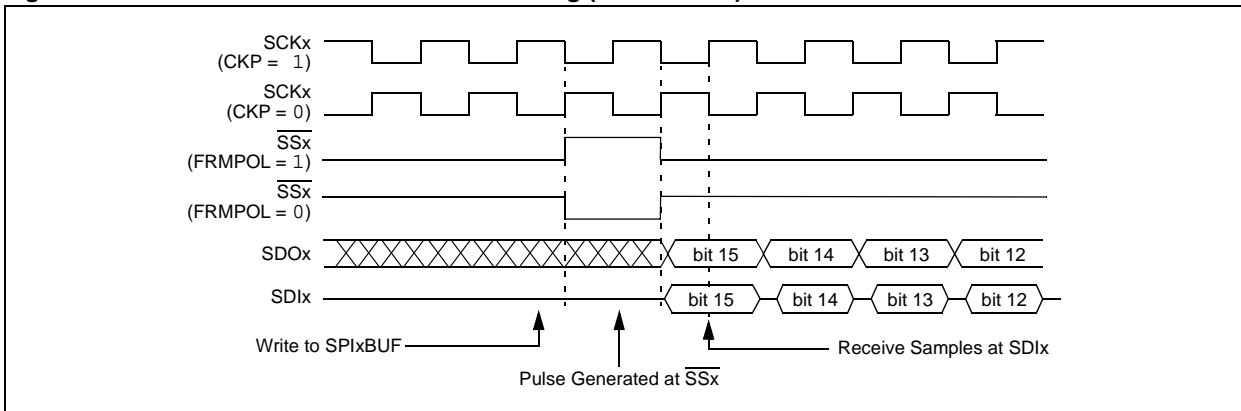 SCKx
(CKP = 1)
SCKx
(CKP = 0)
SSx
(FRMPOL = 1)
SSx
(FRMPOL = 0)
SDOx bit 15 bit 14 bit 13 bit 12
SDIx bit 15 bit 14 bit 13 bit 12
Write to SPIxBUF Receive Samples at SDIx
Pulse Generated at SSx